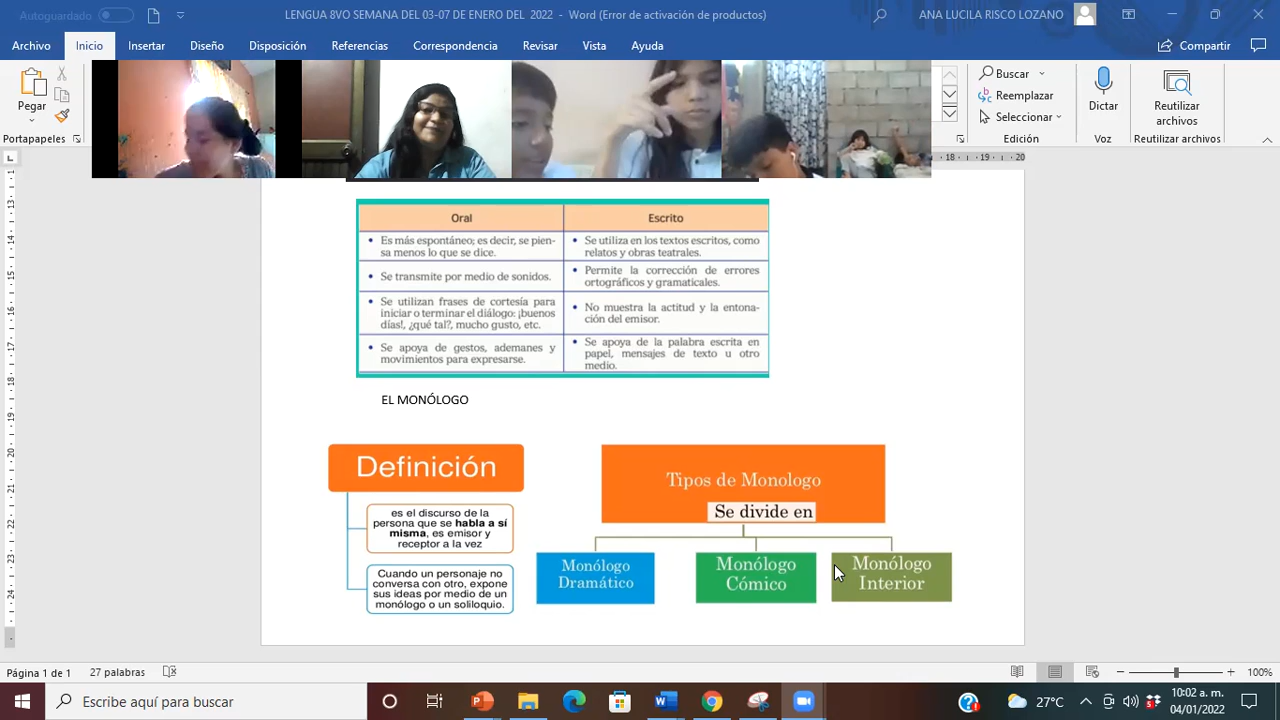 Autoguardado
LENGUA 8VO SEMANA DEL 03-07 DE ENERO DEL 2022 - Word (Error de activación de productos)
ANA LUCILA RISCO LOZANO
Archivo Inicio Insertar Diseño Disposición Referencias Correspondencia Revisar Vista Ayuda
Compartir
Pegar
Portapapeles
Buscar
Reemplazar
Seleccionar
Edición
Dictar
Voz
Reutilizar
archivos
Reutilizar archivos
18 19 20
Oral
Es más espontáneo; es decir, se pien-
sa menos lo que se dice.
Se transmite por medio de sonidos.
Se utilizan frases de cortesía para
iniciar o terminar el diálogo: ¡buenos
días!, ¿qué tal?, mucho gusto, etc.
Se apoya de gestos, ademanes y
movimientos para expresarse.
Escrito
Se utiliza en los textos escritos, como
relatos y obras teatrales.
Permite la corrección de errores
ortográficos y gramaticales.
No muestra la actitud y la entona-
ción del emisor.
Se apoya de la palabra escrita en
papel, mensajes de texto u otro
medio.
EL MONÓLOGO
Definición
es el discurso de la
persona que se habla a sí
misma, es emisor y
receptor a la vez
Cuando un personaje no
conversa con otro, expone
sus ideas por medio de un
monólogo o un soliloquio.
Tipos de Monologo
Se divide en
Monólogo
Dramático
Monólogo
Cómico
Monólogo
Interior
Página 1 de 1 27 palabras
100%
Escribe aquí para buscar
27°C
10:02 a. m.
04/01/2022